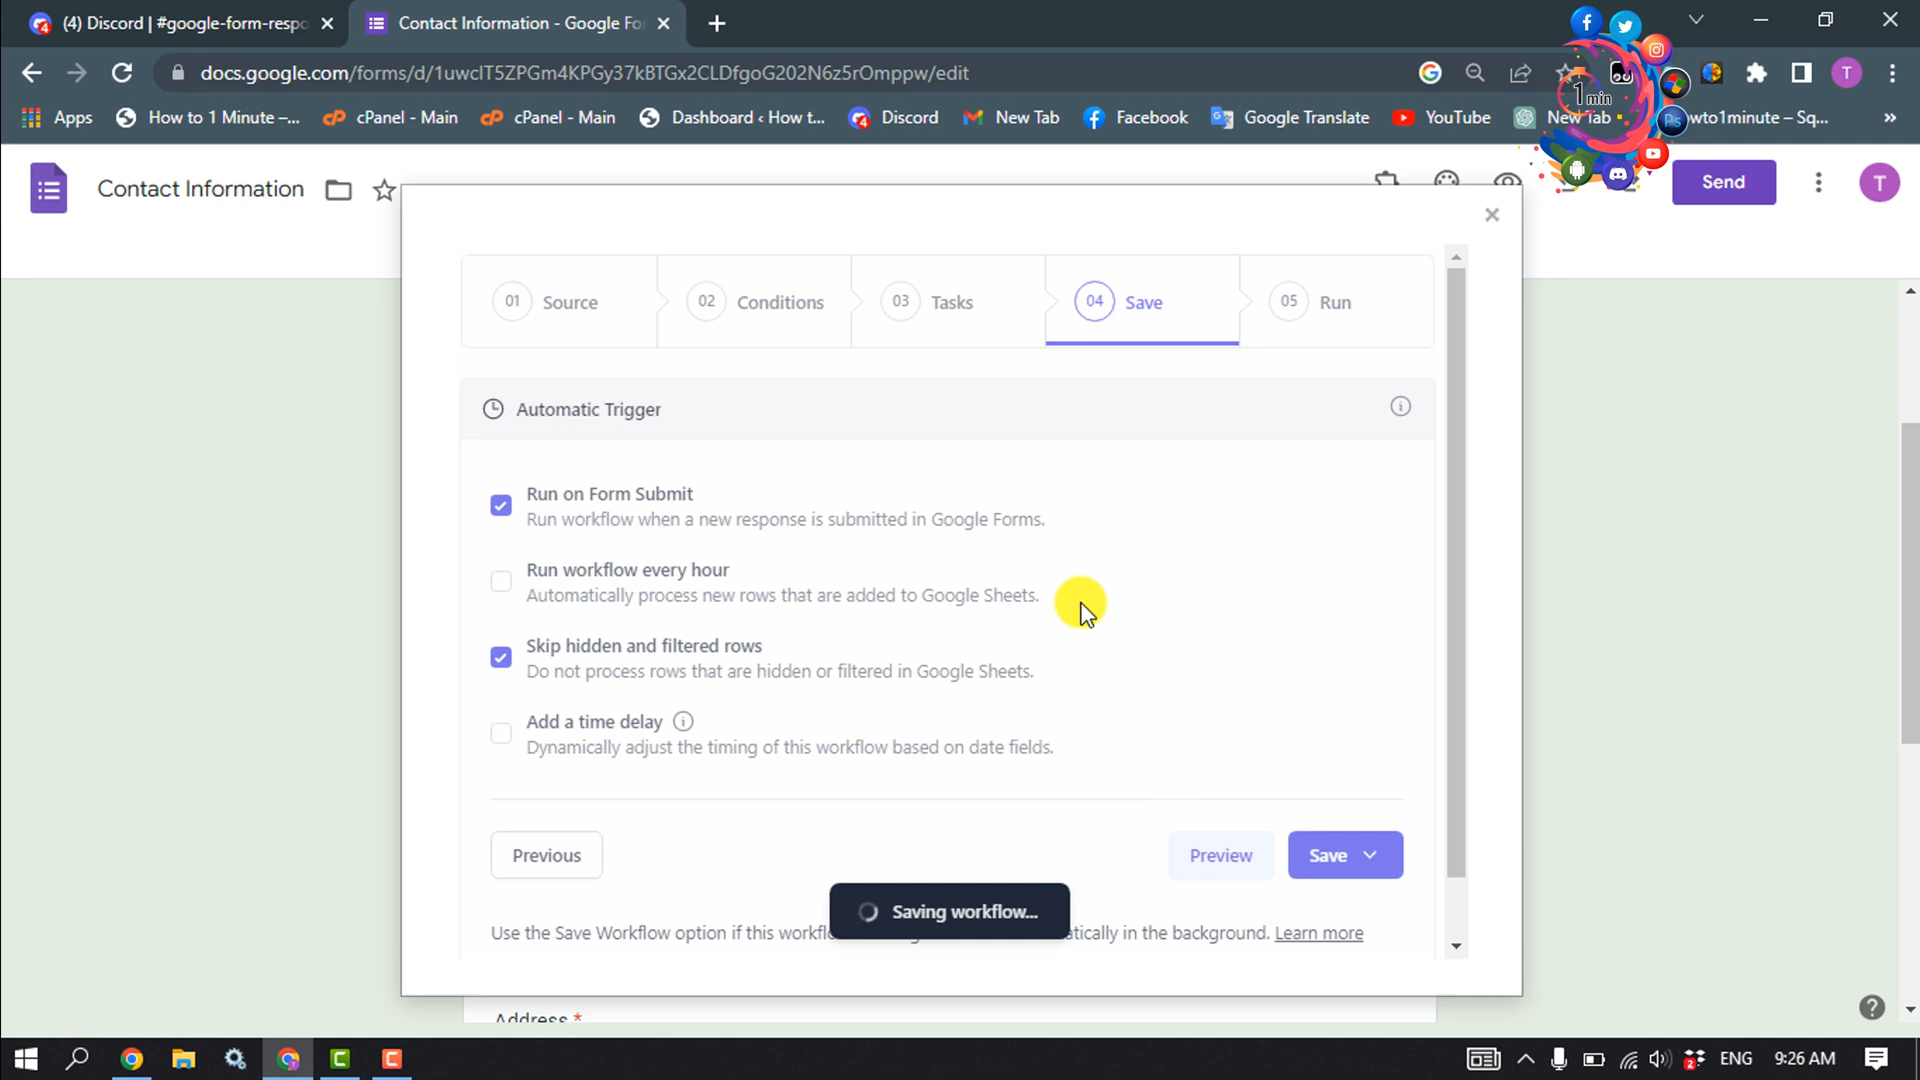 (4) Discord | #google-form-respo
Contact Information - Google Fo
docs.google.com/forms/d/1uwclT5ZPGm4KPGy37kBTGx2CLDfgoG202N6z5rOmppw/edit
T
1 min
Apps
How to 1 Minute –...
cPanel - Main
cPanel - Main
Dashboard ‹ How t...
Discord
New Tab
Facebook
Google Translate
YouTube
New Tab
owto1minute – Sq...
»
Ps
Contact Information
Send
T
01 Source
02 Conditions
03 Tasks
04 Save
05 Run
Automatic Trigger
Run on Form Submit
Run workflow when a new response is submitted in Google Forms.
Run workflow every hour
Automatically process new rows that are added to Google Sheets.
Skip hidden and filtered rows
Do not process rows that are hidden or filtered in Google Sheets.
Add a time delay
Dynamically adjust the timing of this workflow based on date fields.
Previous
Preview
Save
Saving workflow...
Use the Save Workflow option if this workfl atically in the background. Learn more
Address *
ENG
9:26 AM